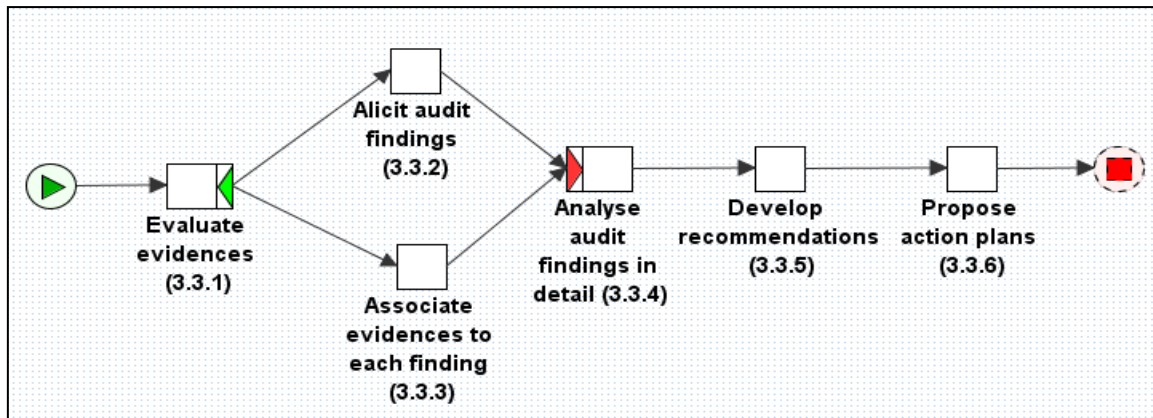 Alicit audit
findings
(3.3.2)
Evaluate
evidences
(3.3.1)
Associate
evidences to
each finding
(3.3.3)
Analyse
audit
findings in
detail (3.3.4)
Develop
recommendations
(3.3.5)
Propose
action plans
(3.3.6)